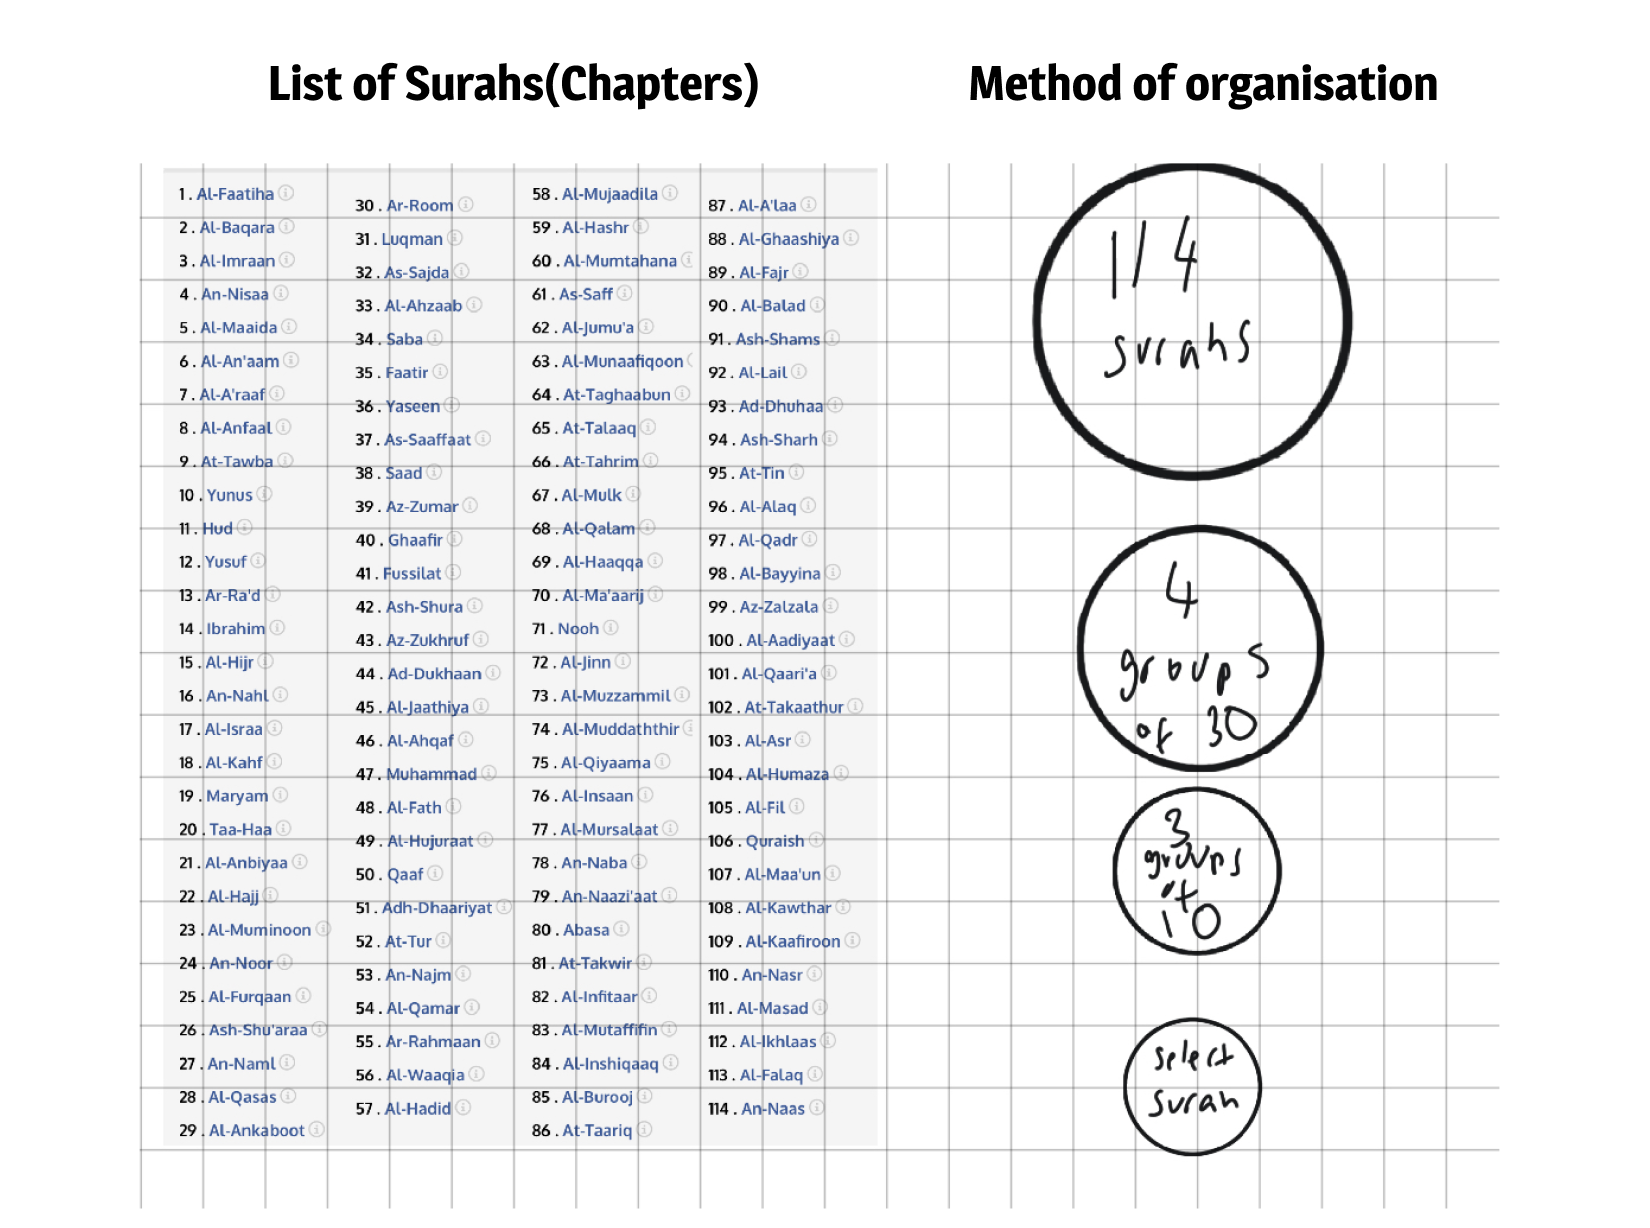 List of Surahs(Chapters)
Method of organisation
1 . Al-Faatiha
2 . Al-Baqara
3 . Al-Imraan
4 . An-Nisaa
5 . Al-Maaida
6 . Al-An'aam
7 . Al-A'raaf
8 . Al-Anfaal
9 . At-Tawba
10 . Yunus
11 . Hud
12 . Yusuf
13 . Ar-Ra'd
14 . Ibrahim
15 . Al-Hijr
16 . An-Nahl
17 . Al-Israa
18 . Al-Kahf
19 . Maryam
20 . Taa-Haa
21 . Al-Anbiyaa
22 . Al-Hajj
23 . Al-Muminoon
24 . An-Noor
25 . Al-Furqaan
26 . Ash-Shu'araa
27 . An-Naml
28 . Al-Qasas
29 . Al-Ankaboot
30 . Ar-Room
31 . Luqman
32 . As-Sajda
33 . Al-Ahzaab
34 . Saba
35 . Faatir
36 . Yaseen
37 . As-Saaffaat
38 . Saad
39 . Az-Zumar
40 . Ghaafir
41 . Fussilat
42 . Ash-Shura
43 . Az-Zukhruf
44 . Ad-Dukhaan
45 . Al-Jaathiya
46 . Al-Ahqaf
47 . Muhammad
48 . Al-Fath
49 . Al-Hujuraat
50 . Qaaf
51 . Adh-Dhaariyat
52 . At-Tur
53 . An-Najm
54 . Al-Qamar
55 . Ar-Rahmaan
56 . Al-Waaqia
57 . Al-Hadid
58 . Al-Mujaadila
59 . Al-Hashr
60 . Al-Mumtahana
61 . As-Saff
62 . Al-Jumu'a
63 . Al-Munaafiqoon
64 . At-Taghaabun
65 . At-Talaaq
66 . At-Tahrim
67 . Al-Mulk
68 . Al-Qalam
69 . Al-Haaqqa
70 . Al-Ma'aarij
71 . Nooh
72 . Al-Jinn
73 . Al-Muzzammil
74 . Al-Muddaththir
75 . Al-Qiyaama
76 . Al-Insaan
77 . Al-Mursalaat
78 . An-Naba
79 . An-Naazi'aat
80 . Abasa
81 . At-Takwir
82 . Al-Infitaar
83 . Al-Mutaffifin
84 . Al-Inshiqaaq
85 . Al-Burooj
86 . At-Taariq
87 . Al-A'laa
88 . Al-Ghaashiya
89 . Al-Fajr
90 . Al-Balad
91 . Ash-Shams
92 . Al-Lail
93 . Ad-Dhuhaa
94 . Ash-Sharh
95 . At-Tin
96 . Al-Alaq
97 . Al-Qadr
98 . Al-Bayyina
99 . Az-Zalzala
100 . Al-Aadiyaat
101 . Al-Qaari'a
102 . At-Takaathur
103 . Al-Asr
104 . Al-Humaza
105 . Al-Fil
106 . Quraish
107 . Al-Maa'un
108 . Al-Kawthar
109 . Al-Kaafiroon
110 . An-Nasr
111 . Al-Masad
112 . Al-Ikhlaas
113 . Al-Falaq
114 . An-Naas
114
surahs
4
groups
of 30
3
groups
of
10
select
surah